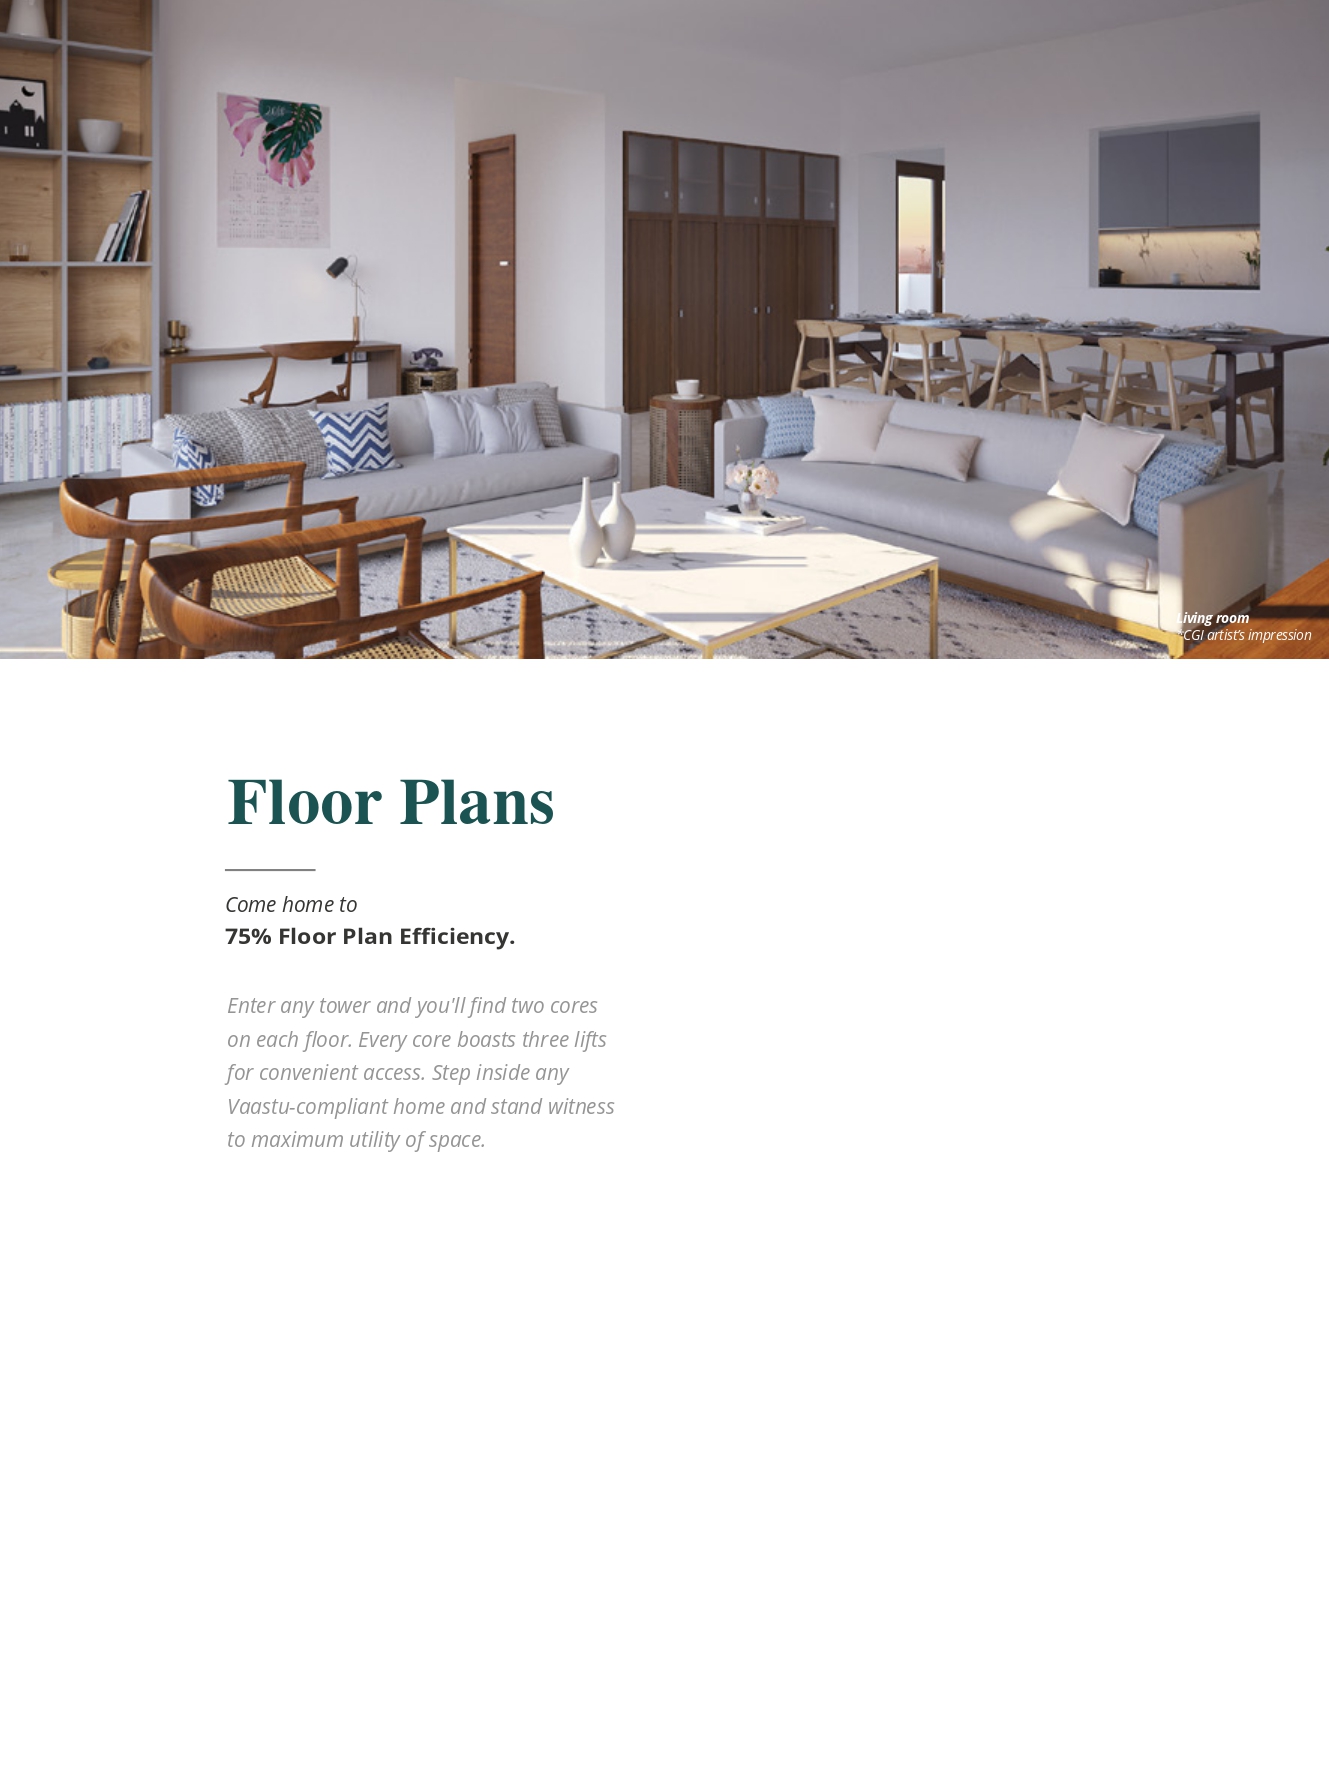 2019
Living room
*CGI artist's impression
Floor Plans
Come home to
75% Floor Plan Efficiency.
Enter any tower and you'll find two cores
on each floor. Every core boasts three lifts
for convenient access. Step inside any
Vaastu-compliant home and stand witness
to maximum utility of space.